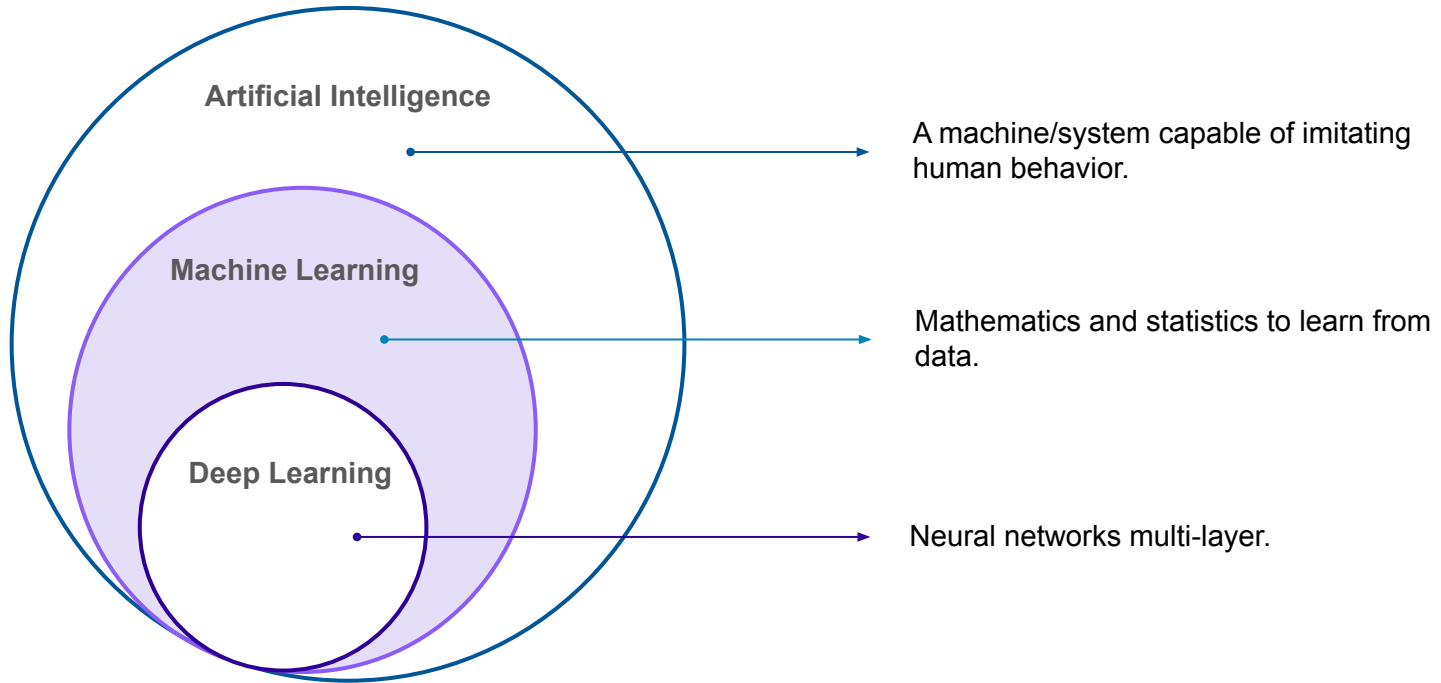 Artificial Intelligence
A machine/system capable of imitating
human behavior.
Machine Learning
Mathematics and statistics to learn from
data.
Deep Learning
Neural networks multi-layer.